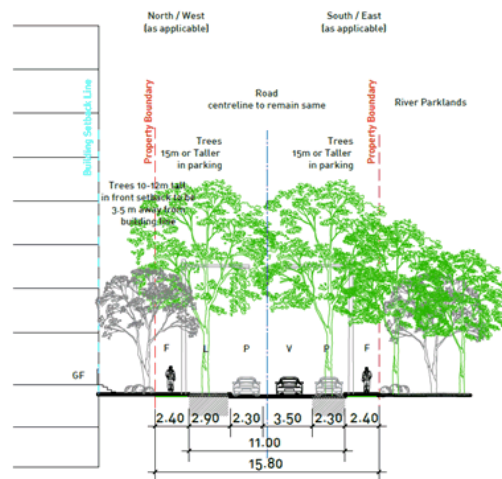 North / West
(as applicable)
South / East
(as applicable)
Building Setback Line
Property Boundary
Road
centreline to remain same
Property Boundary
River Parklands
Trees
15m or Taller
in parking
Trees
15m or Taller
in parking
Trees 10-12m tall
in front setback to be
3.5 m away from
building line
F L P V P F
GF
2.40 2.90 2.30 3.50 2.30 2.40
11.00
15.80